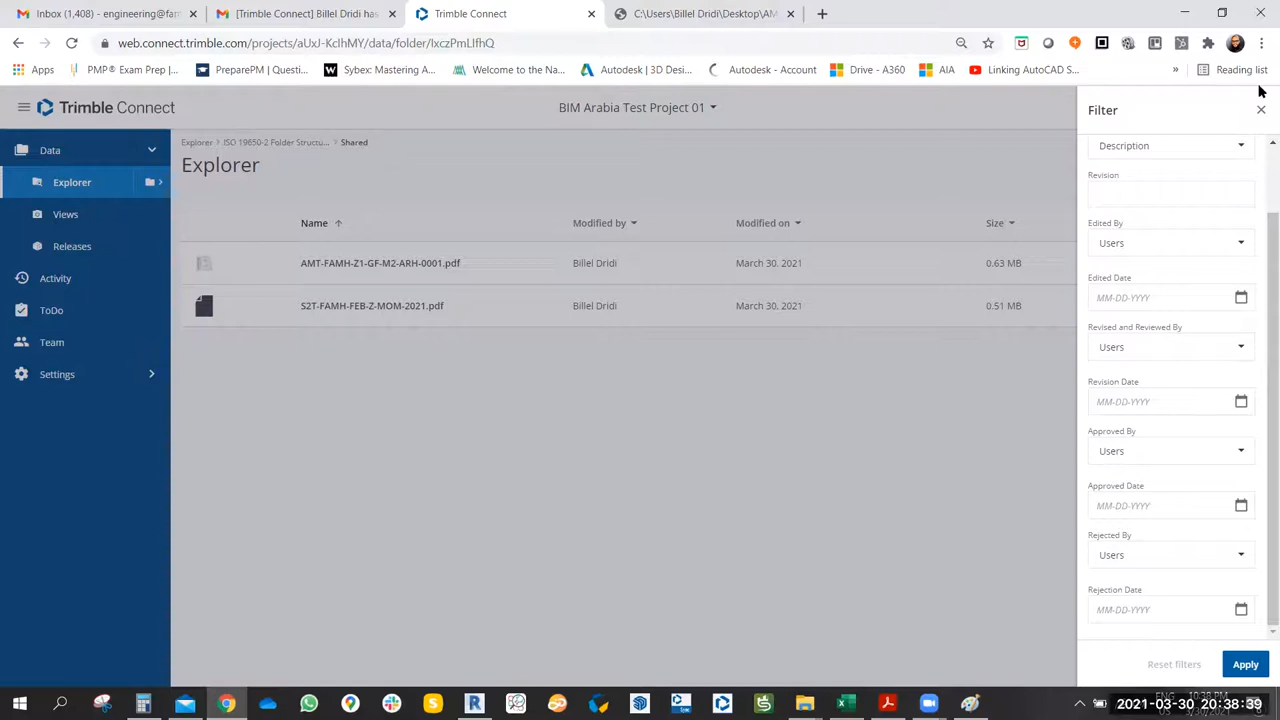 Inbox (1,408) - engineering@fam
[Trimble Connect] Billel Dridi has
Trimble Connect
C:\Users\Billel Dridi\Desktop\AM
web.connect.trimble.com/projects/aUxJ-KcIhMY/data/folder/IxczPmLIfhQ
Apps
PMP® Exam Prep |...
PreparePM | Questi...
Sybex: Mastering A...
Welcome to the Na...
Autodesk | 3D Desi...
Autodesk - Account
Drive - A360
AIA
Linking AutoCAD S...
»
Reading list
Trimble Connect
BIM Arabia Test Project 01
Filter
Data
Explorer
Views
Releases
Activity
ToDo
Team
Settings
Explorer › ISO 19650-2 Folder Structu... › Shared
Explorer
Name
Modified by
Modified on
Size
AMT-FAMH-Z1-GF-M2-ARH-0001.pdf
Billel Dridi
March 30. 2021
0.63 MB
S2T-FAMH-FEB-Z-MOM-2021.pdf
Billel Dridi
March 30. 2021
0.51 MB
Description
Revision
Edited By
Users
Edited Date
MM-DD-YYYY
Revised and Reviewed By
Users
Revision Date
MM-DD-YYYY
Approved By
Users
Approved Date
MM-DD-YYYY
Rejected By
Users
Rejection Date
MM-DD-YYYY
Reset filters
Apply
ENG
10:38 PM
2021-03-30 20:38:39